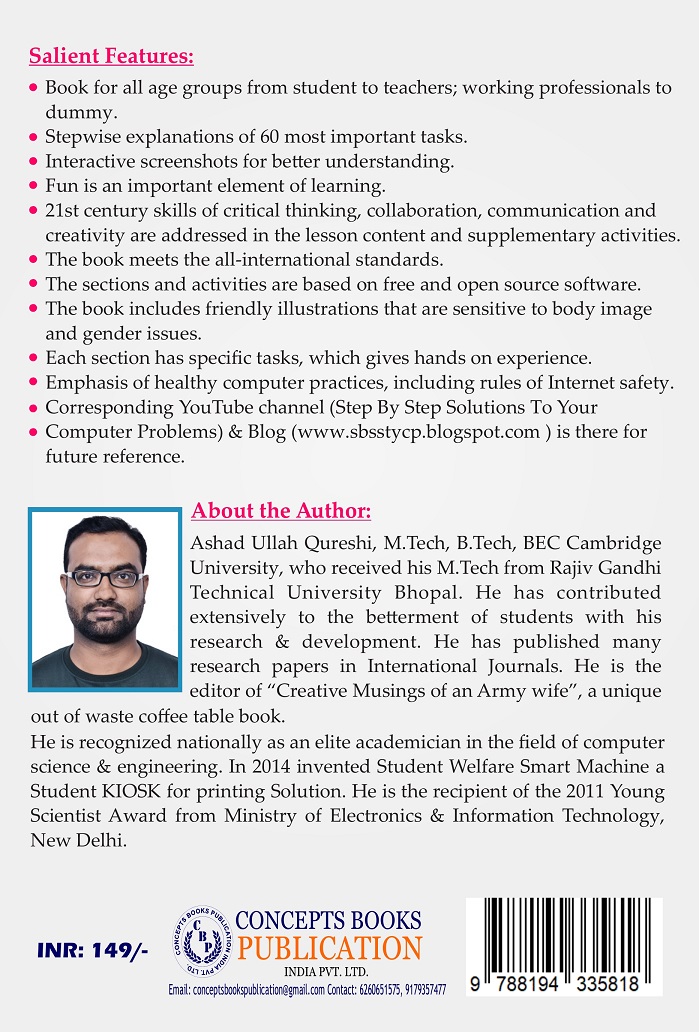 Salient Features:
• Book for all age groups from student to teachers; working professionals to
dummy.
• Stepwise explanations of 60 most important tasks.
• Interactive screenshots for better understanding.
• Fun is an important element of learning.
• 21st century skills of critical thinking, collaboration, communication and
creativity are addressed in the lesson content and supplementary activities.
• The book meets the all-international standards.
• The sections and activities are based on free and open source software.
• The book includes friendly illustrations that are sensitive to body image
and gender issues.
• Each section has specific tasks, which gives hands on experience.
• Emphasis of healthy computer practices, including rules of Internet safety.
• Corresponding YouTube channel (Step By Step Solutions To Your
• Computer Problems) & Blog (www.sbsstycp.blogspot.com ) is there for
future reference.
About the Author:
Ashad Ullah Qureshi, M.Tech, B.Tech, BEC Cambridge
University, who received his M.Tech from Rajiv Gandhi
Technical University Bhopal. He has contributed
extensively to the betterment of students with his
research & development. He has published many
research papers in International Journals. He is the
editor of “Creative Musings of an Army wife”, a unique
out of waste coffee table book.
He is recognized nationally as an elite academician in the field of computer
science & engineering. In 2014 invented Student Welfare Smart Machine a
Student KIOSK for printing Solution. He is the recipient of the 2011 Young
Scientist Award from Ministry of Electronics & Information Technology,
New Delhi.
INR: 149/-
CONCEPTS BOOKS PUBLICATION INDIA PVT. LTD.
CBP
CONCEPTS BOOKS
PUBLICATION
INDIA PVT. LTD.
Email: conceptsbookspublication@gmail.com Contact: 6260651575, 9179357477
9 788194 335818